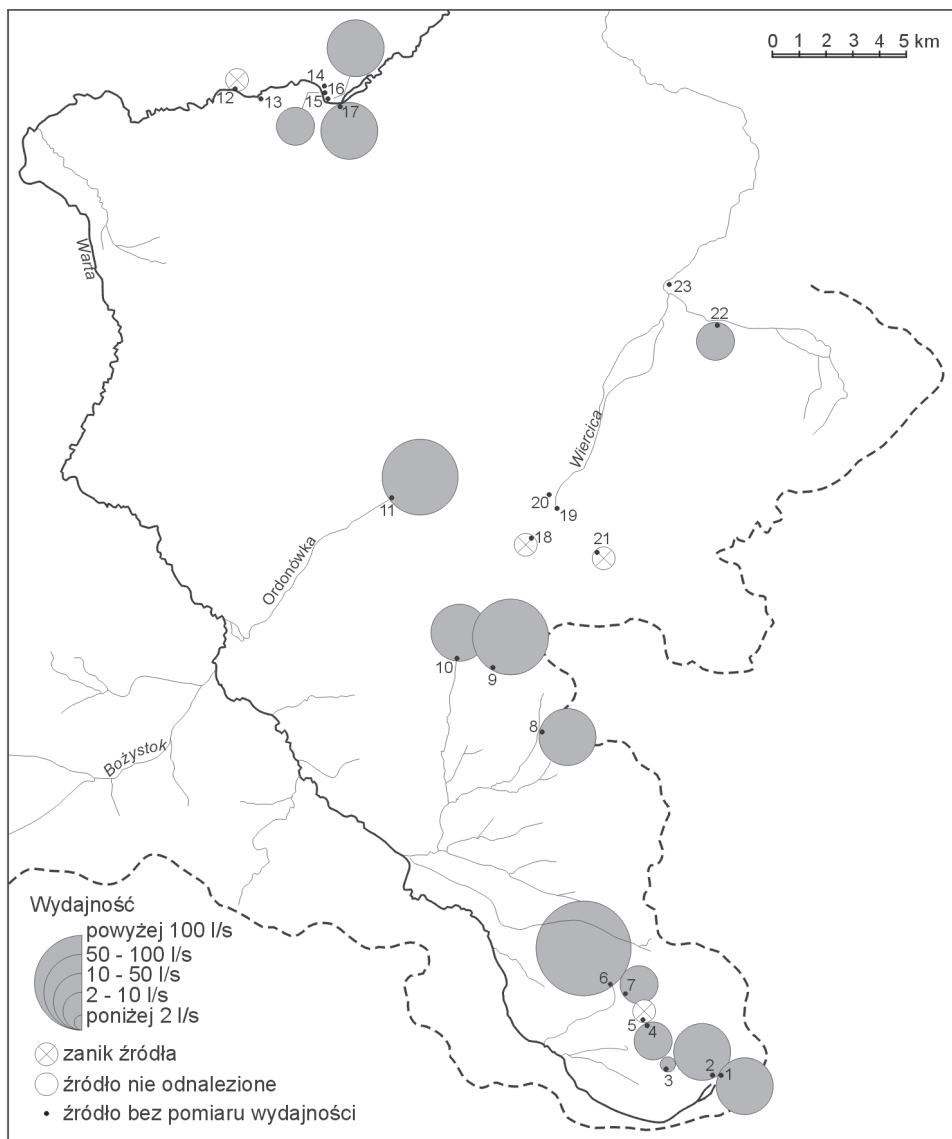 0 1 2 3 4 5 km
14
16
12
13
15
17
Warta
23
22
Wiercica
20
19
11
18
21
Ordonówka
10
9
8
Bożystok
Wydajność
powyżej 100 l/s
50 - 100 l/s
10 - 50 l/s
2 - 10 l/s
poniżej 2 l/s
zanik źródła
źródło nie odnalezione
źródło bez pomiaru wydajności
6
7
5
4
3
2
1